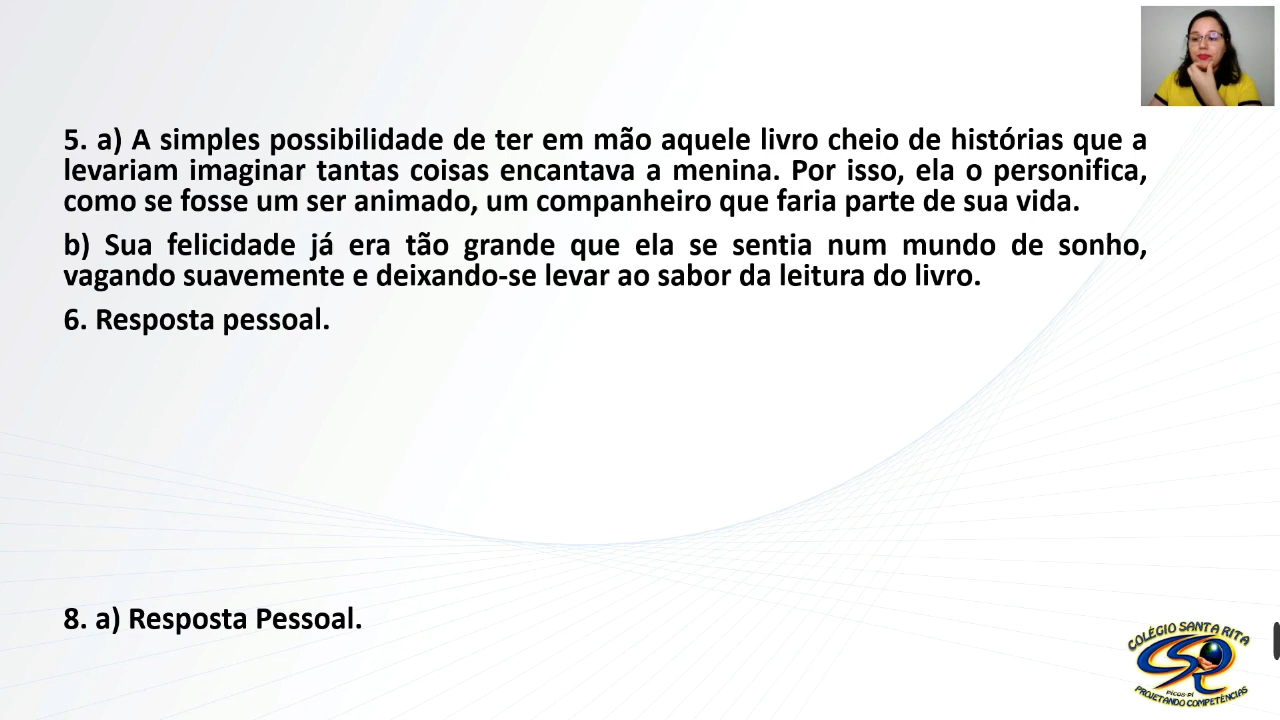 5. a) A simples possibilidade de ter em mão aquele livro cheio de histórias que a
levariam imaginar tantas coisas encantava a menina. Por isso, ela o personifica,
como se fosse um ser animado, um companheiro que faria parte de sua vida.
b) Sua felicidade já era tão grande que ela se sentia num mundo de sonho,
vagando suavemente e deixando-se levar ao sabor da leitura do livro.
6. Resposta pessoal.
8. a) Resposta Pessoal.
COLÉGIO SANTA RITA
CSR
PICOS-PI
PROJETANDO COMPETÊNCIAS